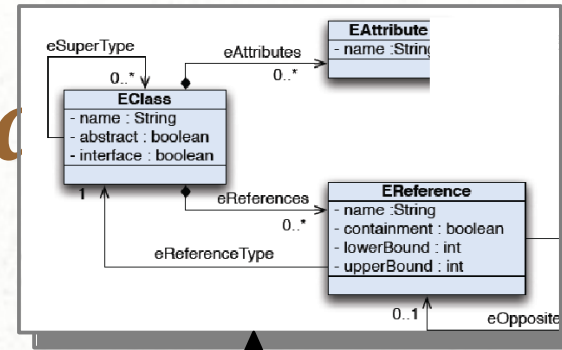 eSuperType
0..*
eAttributes
0..*
EAttribute
- name :String
EClass
- name : String
- abstract : boolean
- interface : boolean
1
eReferences
0..*
eReferenceType
EReference
- name :String
- containment : boolean
- lowerBound : int
- upperBound : int
0..1
eOpposite